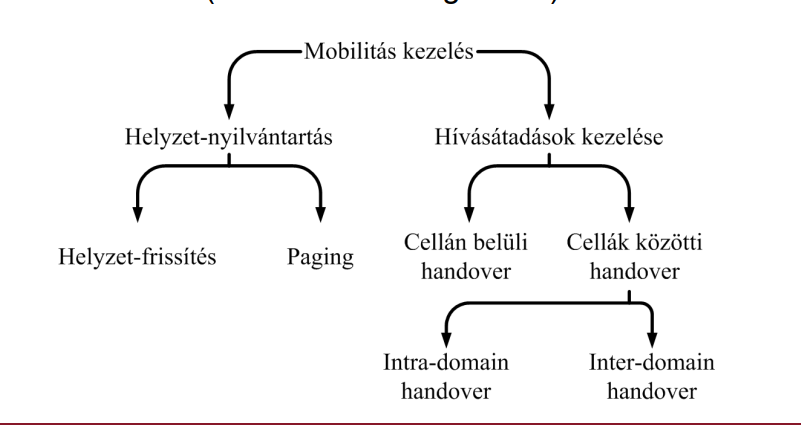 Mobilitás kezelés
Helyzet-nyilvántartás
Hívásátadások kezelése
Helyzet-frissítés
Paging
Cellán belüli
handover
Cellák közötti
handover
Intra-domain
handover
Inter-domain
handover